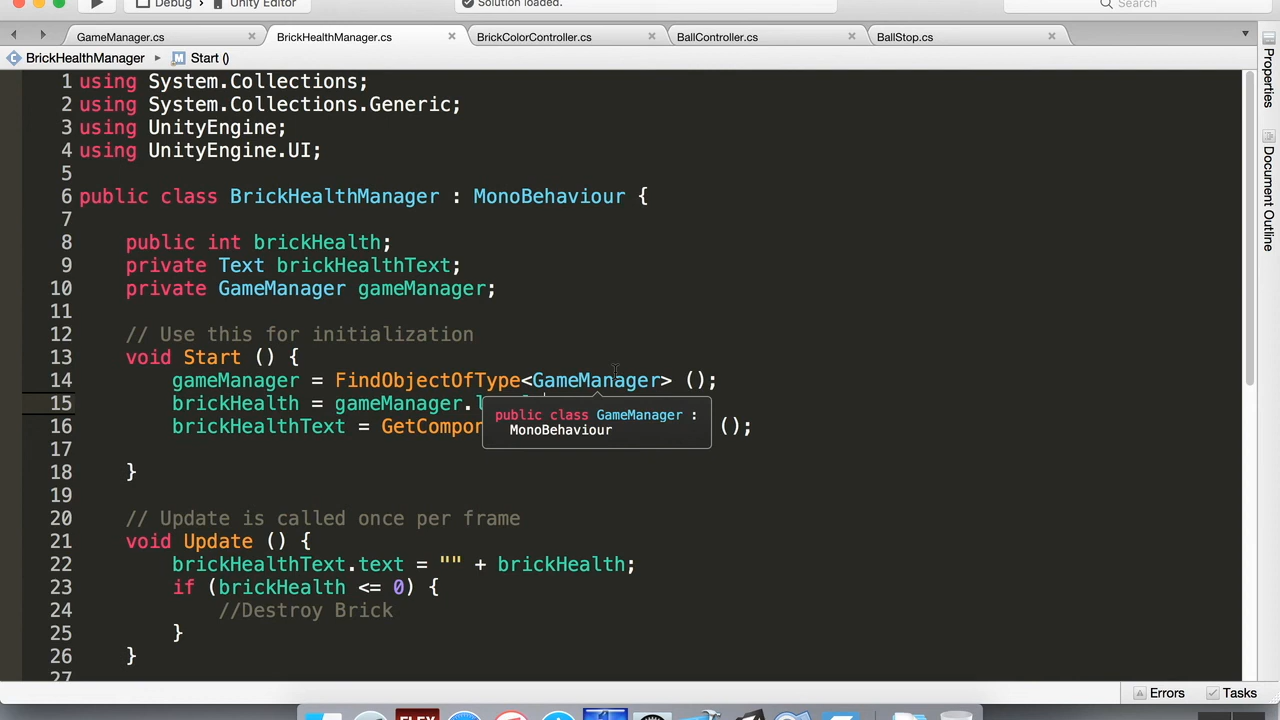 Debug
Unity Editor
Solution loaded.
Search
GameManager.cs
BrickHealthManager.cs
BrickColorController.cs
BallController.cs
BallStop.cs
BrickHealthManager
Start ()
1 using System.Collections;
2 using System.Collections.Generic;
3 using UnityEngine;
4 using UnityEngine.UI;
5
6 public class BrickHealthManager : MonoBehaviour {
7
8 public int brickHealth;
9 private Text brickHealthText;
10 private GameManager gameManager;
11
12 // Use this for initialization
13 void Start () {
14 gameManager = FindObjectOfType<GameManager> ();
15 brickHealth = gameManager.
16 brickHealthText = GetCompon ();
17
18 }
19
20 // Update is called once per frame
21 void Update () {
22 brickHealthText.text = "" + brickHealth;
23 if (brickHealth <= 0) {
24 //Destroy Brick
25 }
26 }
27
public class GameManager :
MonoBehaviour
Properties
Document Outline
Errors
Tasks
FLEX